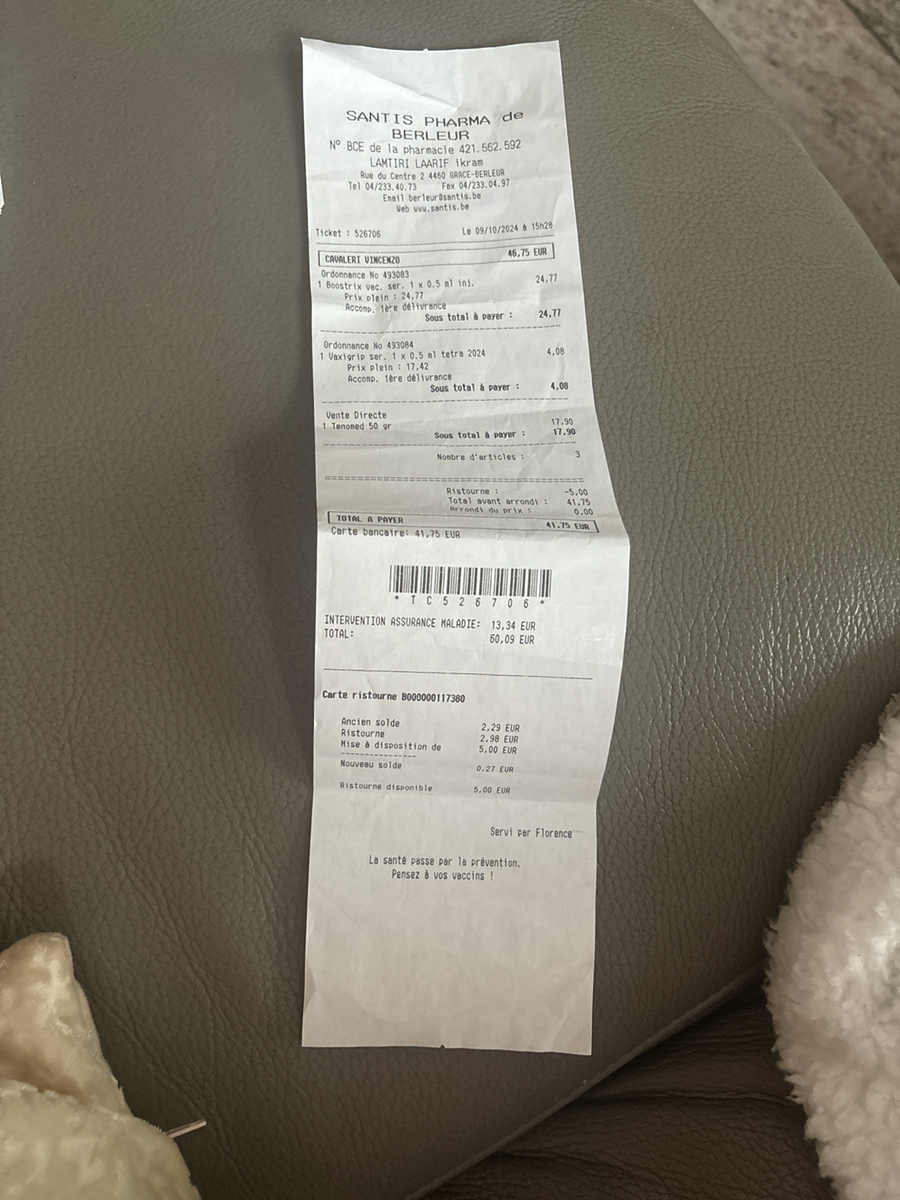 SANTIS PHARMA de
BERLEUR
N° BCE de la pharmacie 421.562.592
LAMTIRI LAARIF ikram
Rue du Centre 2 4460 GRACE-BERLEUR
Tel 04/233.40.73 Fax 04/233.04.97
Email berleur@santis.be
Web www.santis.be
Ticket : 526706 Le 09/10/2024 à 15h28
CAVALERI VINCENZO 46,75 EUR
Ordonnance No 493083
1 Boostrix vac. ser. 1 x 0.5 ml inj. 24,77
Prix plein : 24,77
Accomp. 1ère délivrance
Sous total à payer : 24,77
Ordonnance No 493084
1 Vaxigrip ser. 1 x 0.5 ml tetra 2024 4,08
Prix plein : 17,42
Accomp. 1ère délivrance
Sous total à payer : 4,08
Vente Directe
1 Tenomed 50 gr 17,90
Sous total à payer : 17,90
Nombre d'articles : 3
Ristourne : -5,00
Total avant arrondi : 41,75
Arrondi du prix : 0,00
TOTAL A PAYER 41,75 EUR
Carte bancaire: 41,75 EUR
* T C 5 2 6 7 0 6 *
INTERVENTION ASSURANCE MALADIE: 13,34 EUR
TOTAL: 60,09 EUR
Carte ristourne B000000117380
Ancien solde 2,29 EUR
Ristourne 2,98 EUR
Mise à disposition de 5,00 EUR
Nouveau solde 0,27 EUR
Ristourne disponible 5,00 EUR
Servi par Florence
La santé passe par la prévention.
Pensez à vos vaccins !